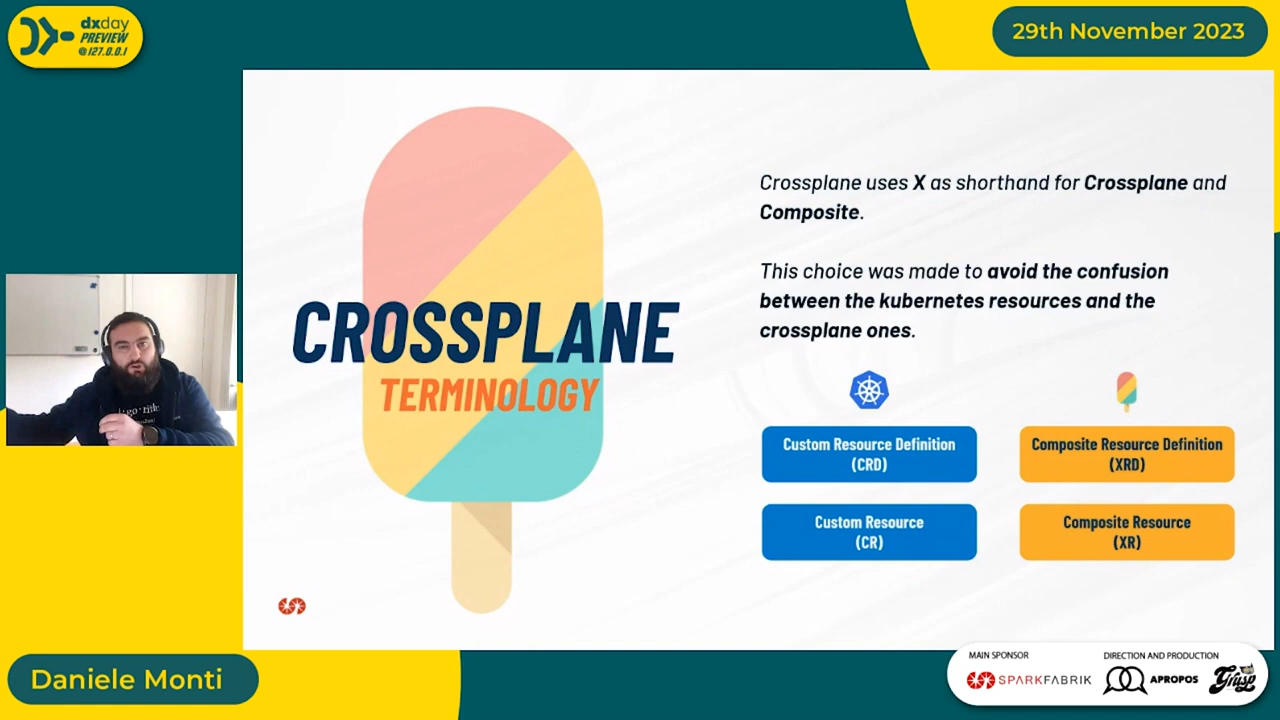 dxday
PREVIEW
@127.0.0.1
29th November 2023
Crossplane uses X as shorthand for Crossplane and
Composite.
This choice was made to avoid the confusion
between the kubernetes resources and the
crossplane ones.
CROSSPLANE
TERMINOLOGY
Custom Resource Definition
(CRD)
Composite Resource Definition
(XRD)
Custom Resource
(CR)
Composite Resource
(XR)
Daniele Monti
MAIN SPONSOR
DIRECTION AND PRODUCTION
SPARKFABRIK
APROPOS
Grusp